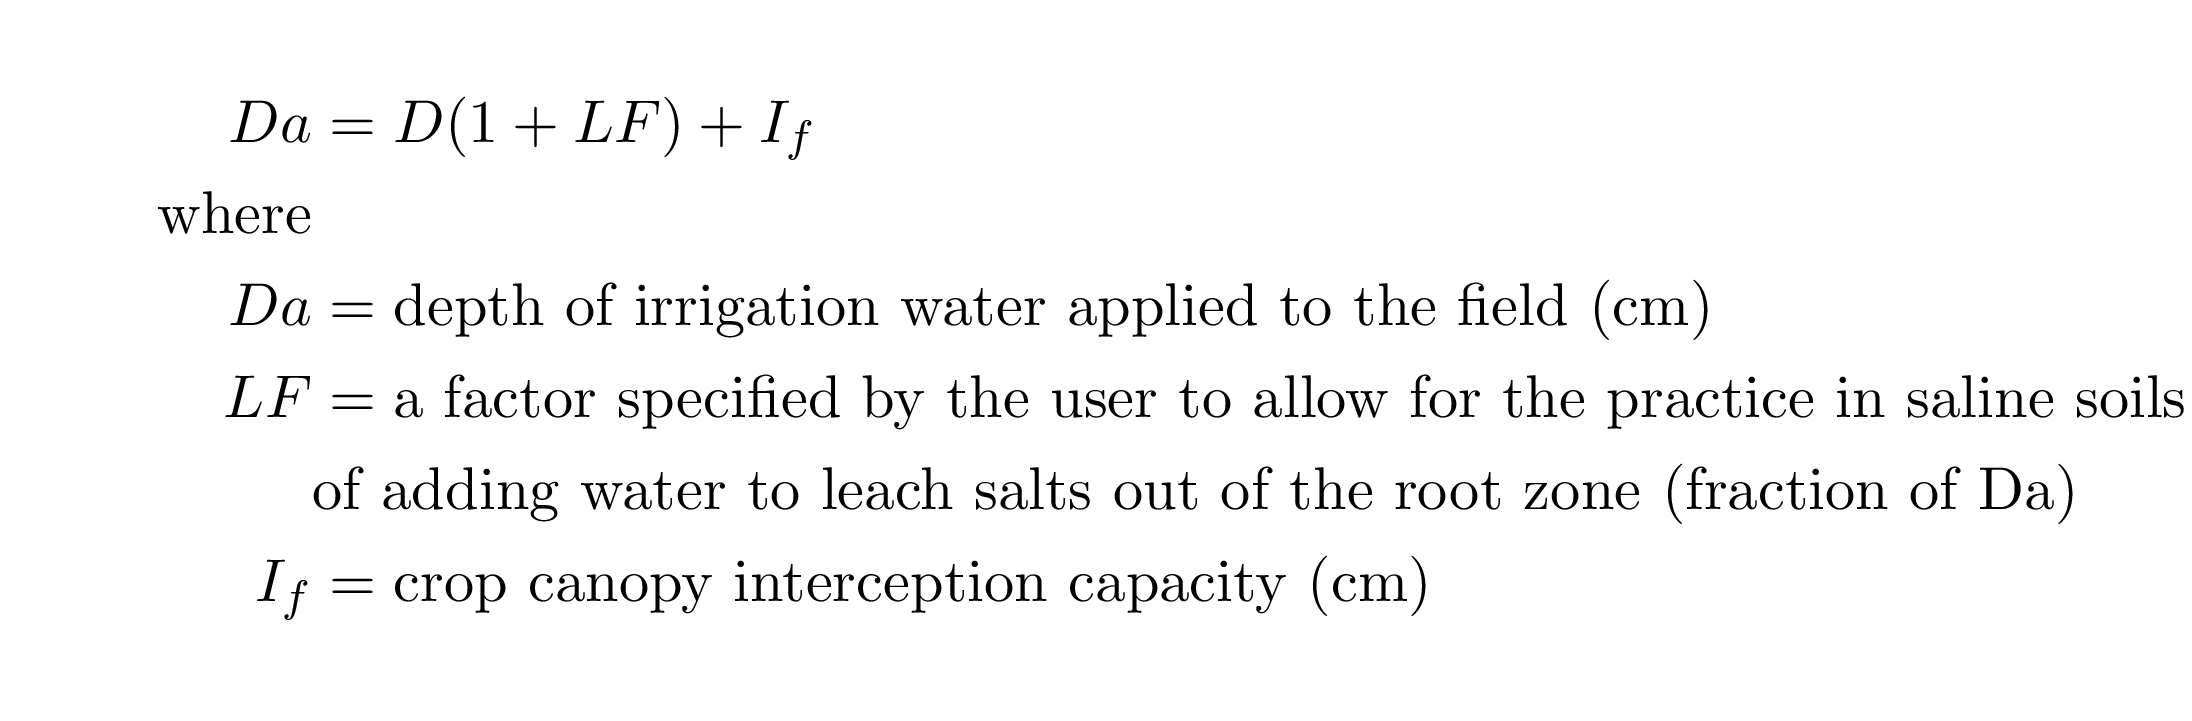 Da = D(1 + LF) + I_f
where
Da = depth of irrigation water applied to the field (cm)
LF = a factor specified by the user to allow for the practice in saline soils
of adding water to leach salts out of the root zone (fraction of Da)
I_f = crop canopy interception capacity (cm)